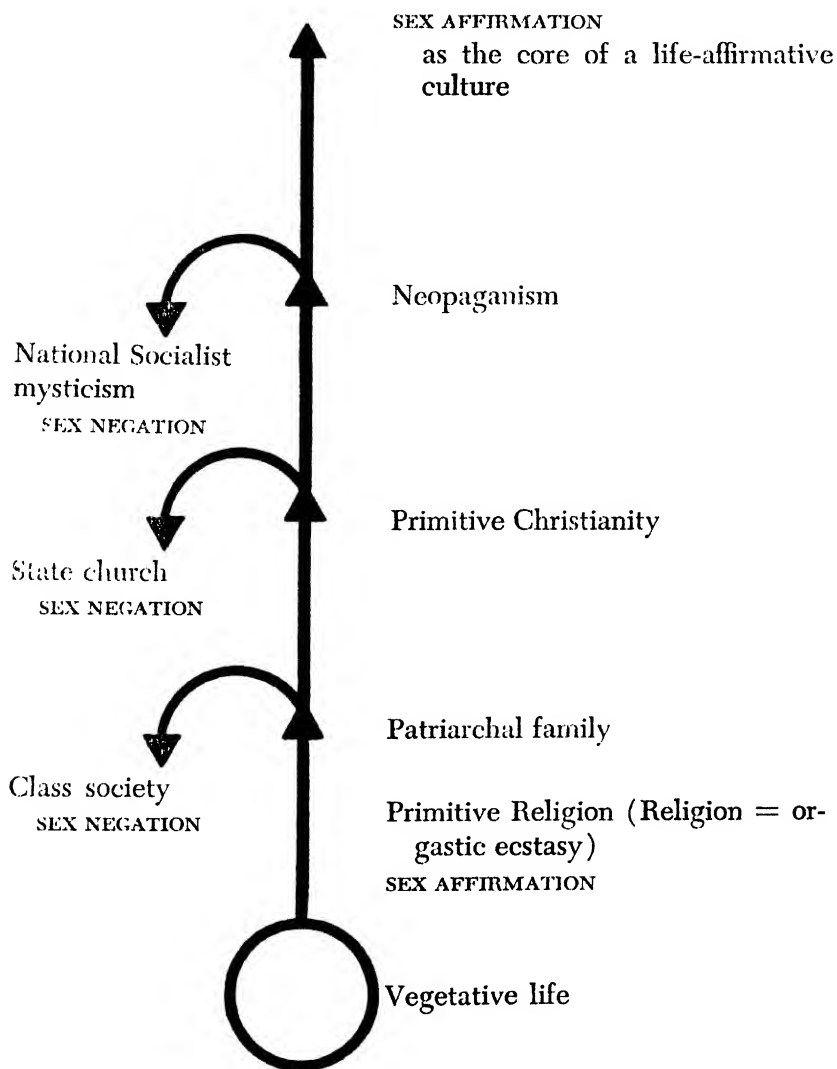 SEX AFFIRMATION
as the core of a life-affirmative
culture
Neopaganism
National Socialist
mysticism
SEX NEGATION
Primitive Christianity
State church
SEX NEGATION
Patriarchal family
Class society
SEX NEGATION
Primitive Religion (Religion = or-
gastic ecstasy)
SEX AFFIRMATION
Vegetative life